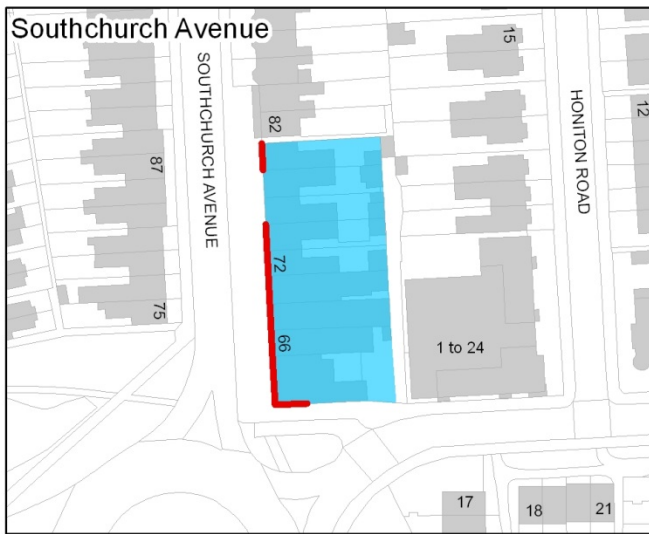 Southchurch Avenue
SOUTHCHURCH AVENUE
15
HONITON ROAD
12
82
87
72
75
66
1 to 24
17
18
21